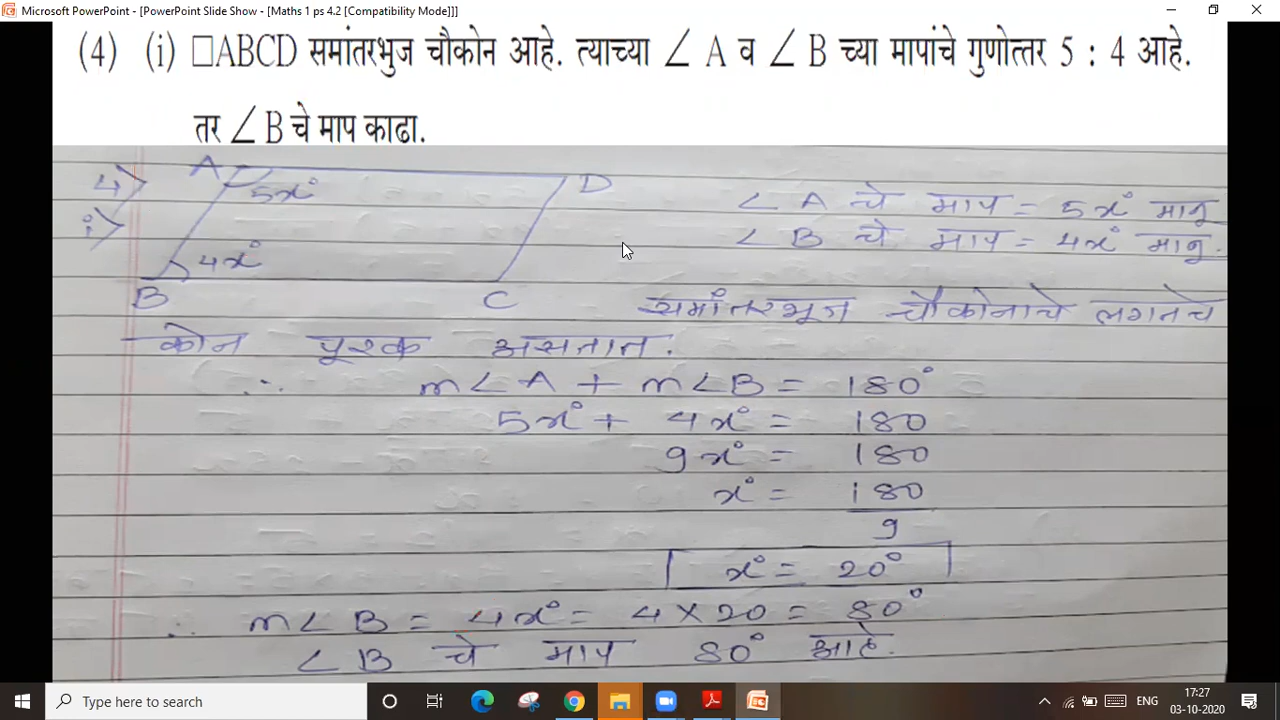 Microsoft PowerPoint - [PowerPoint Slide Show - [Maths 1 ps 4.2 [Compatibility Mode]]]
(4) (i) □ABCD समांतरभुज चौकोन आहे. त्याच्या ∠ A व ∠ B च्या मापांचे गुणोत्तर 5 : 4 आहे.
तर ∠ B चे माप काढा.
4>
i>
A
D
5x°
4x°
B
C
∠ A चे माप = 5x° मानू
∠ B चे माप = 4x° मानू.
समांतरभूज चौकोनाचे लगतचे
कोन पूरक असतात.
∴ m∠A + m∠B = 180°
5x° + 4x° = 180
9x° = 180
x° = 180
9
x° = 20°
∴ m∠B = 4x° = 4×20 = 80°
∠B चे माप 80° आहे.
Type here to search
ENG
17:27
03-10-2020